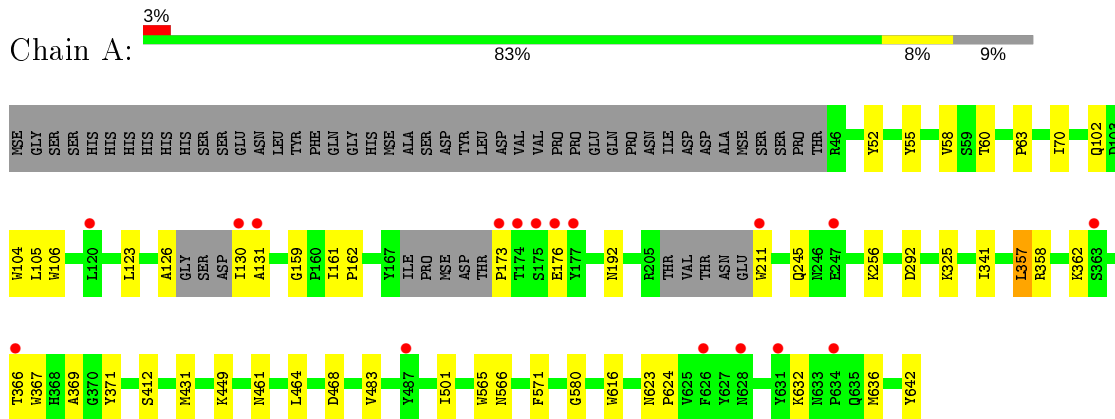 3%
Chain A:
83% 8% 9%
MSE GLY SER SER HIS HIS HIS HIS HIS HIS SER SER GLU ASN LEU TYR PHE GLN GLY HIS MSE ALA SER ASP TYR LEU ASP VAL VAL PRO PRO GLU GLN PRO ASN ILE ASP ASP ALA MSE SER SER PRO THR R46 Y52 Y55 V58 S59 T60 P63 I70 Q102 D103
W104 L105 W106 L120 L123 A126 GLY SER ASP I130 A131 G159 P160 I161 P162 Y167 ILE PRO MSE ASP THR P173 T174 S175 E176 Y177 N192 R205 THR VAL THR ASN GLU W211 Q245 N246 E247 K256 D292 K325 I341 L357 R358 K362 S363
T366 W367 H368 A369 G370 Y371 S412 M431 K449 N461 L464 D468 V483 Y487 I501 W565 N566 F571 G580 W616 N623 P624 V625 F626 Y627 N628 Y631 K632 N633 P634 Q635 M636 Y642